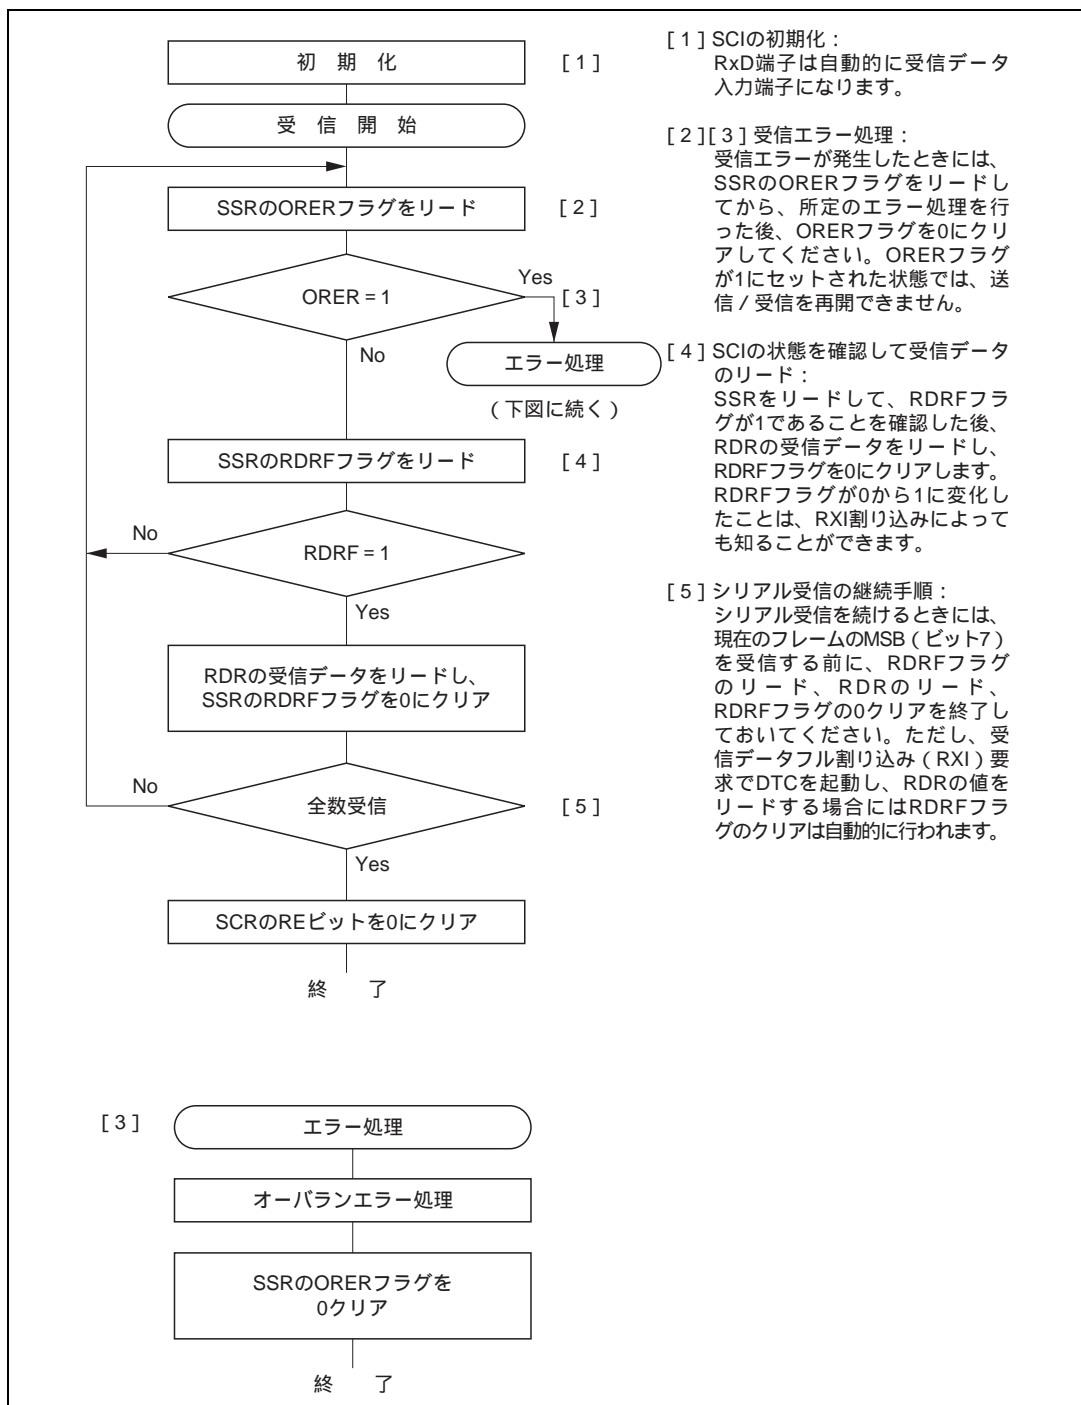 初 期 化
[ 1 ]
受 信 開 始
SSRのORERフラグをリード
[ 2 ]
ORER = 1
Yes
[ 3 ]
No
エラー処理
（下図に続く）
SSRのRDRFフラグをリード
[ 4 ]
No
RDRF = 1
Yes
RDRの受信データをリードし、
SSRのRDRFフラグを0にクリア
No
全数受信
[ 5 ]
Yes
SCRのREビットを0にクリア
終 了
[ 1 ] SCIの初期化：
RxD端子は自動的に受信データ
入力端子になります。
[ 2 ][ 3 ] 受信エラー処理：
受信エラーが発生したときには、
SSRのORERフラグをリードし
てから、所定のエラー処理を行
った後、ORERフラグを0にクリ
アしてください。ORERフラグ
が1にセットされた状態では、送
信／受信を再開できません。
[ 4 ] SCIの状態を確認して受信データ
のリード：
SSRをリードして、RDRFフラ
グが1であることを確認した後、
RDRの受信データをリードし、
RDRFフラグを0にクリアします。
RDRFフラグが0から1に変化し
たことは、RXI割り込みによって
も知ることができます。
[ 5 ] シリアル受信の継続手順：
シリアル受信を続けるときには、
現在のフレームのMSB（ビット7）
を受信する前に、RDRFフラグ
のリード、RDRのリード、
RDRFフラグの0クリアを終了し
ておいてください。ただし、受
信データフル割り込み（RXI）要
求でDTCを起動し、RDRの値を
リードする場合にはRDRFフラ
グのクリアは自動的に行われます。
[ 3 ]
エラー処理
オーバランエラー処理
SSRのORERフラグを
0クリア
終 了